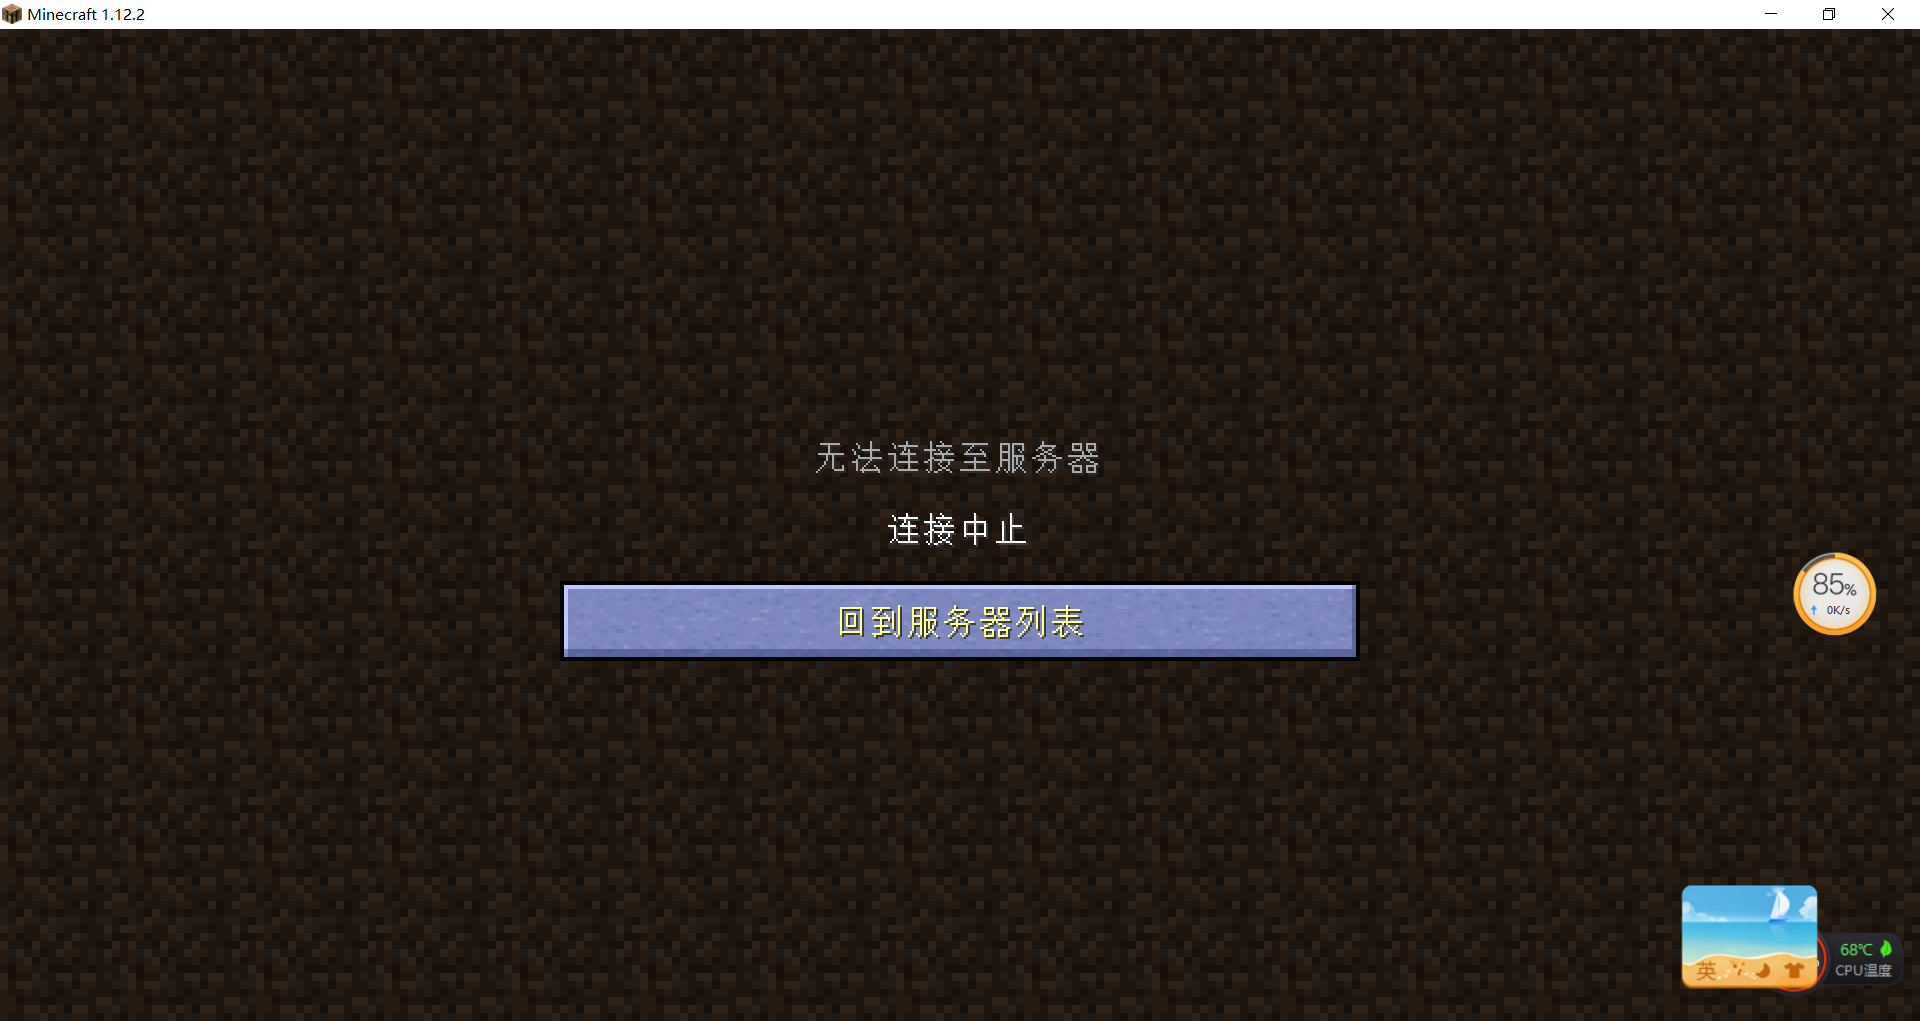 Minecraft 1.12.2
无法连接至服务器
连接中止
回到服务器列表
85%
0K/s
68℃
CPU温度
英